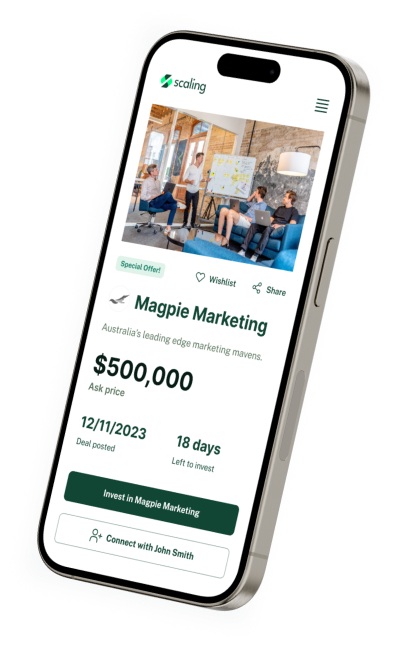 scaling
Special Offer!
Wishlist
Share
Magpie Marketing
Australia's leading edge marketing mavens.
$500,000
Ask price
12/11/2023
Deal posted
18 days
Left to invest
Invest in Magpie Marketing
Connect with John Smith